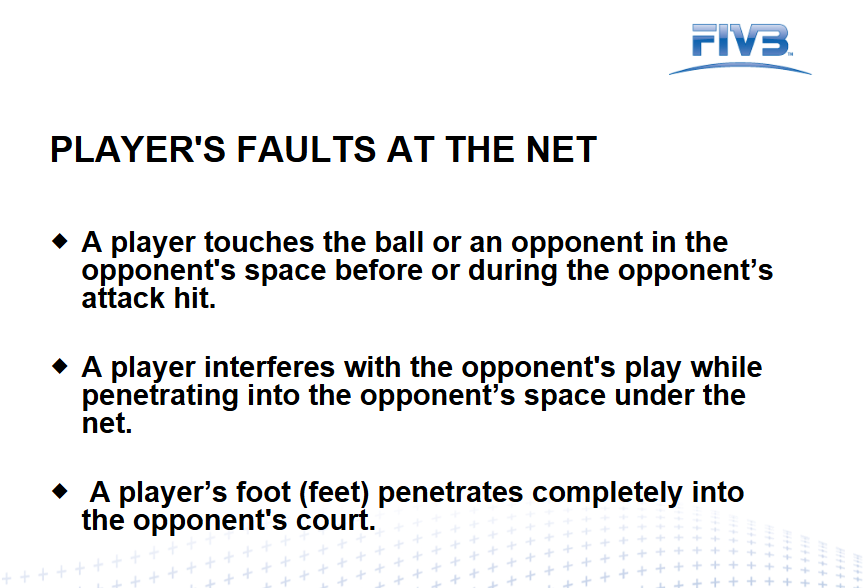 FIVB
TM
PLAYER'S FAULTS AT THE NET
◆ A player touches the ball or an opponent in the
opponent's space before or during the opponent’s
attack hit.
◆ A player interferes with the opponent's play while
penetrating into the opponent’s space under the
net.
◆ A player’s foot (feet) penetrates completely into
the opponent's court.